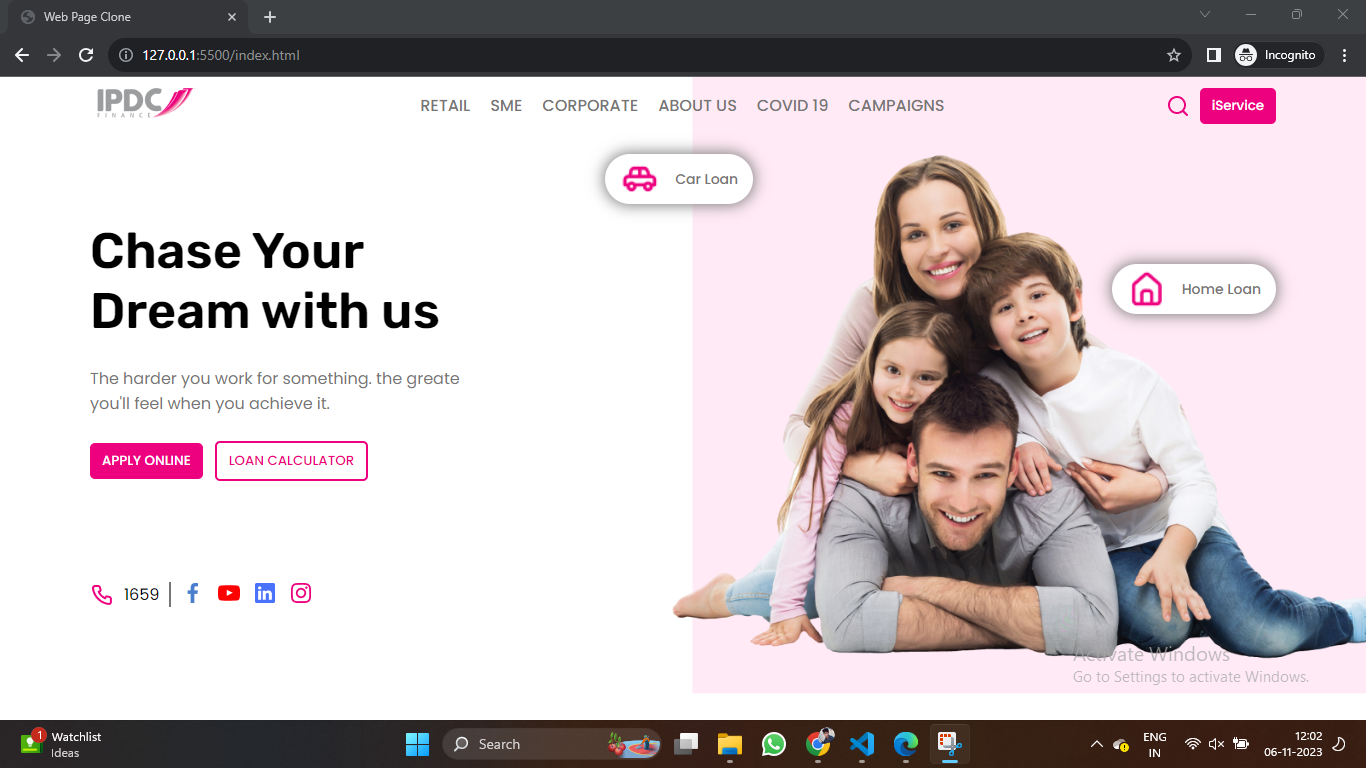 Web Page Clone
127.0.0.1:5500/index.html
Incognito
IPDC
FINANCE
RETAIL SME CORPORATE ABOUT US COVID 19 CAMPAIGNS
iService
Car Loan
Home Loan
Chase Your
Dream with us
The harder you work for something. the greate
you'll feel when you achieve it.
APPLY ONLINE LOAN CALCULATOR
1659
Activate Windows
Go to Settings to activate Windows.
1
Watchlist
Ideas
Search
ENG
IN
12:02
06-11-2023